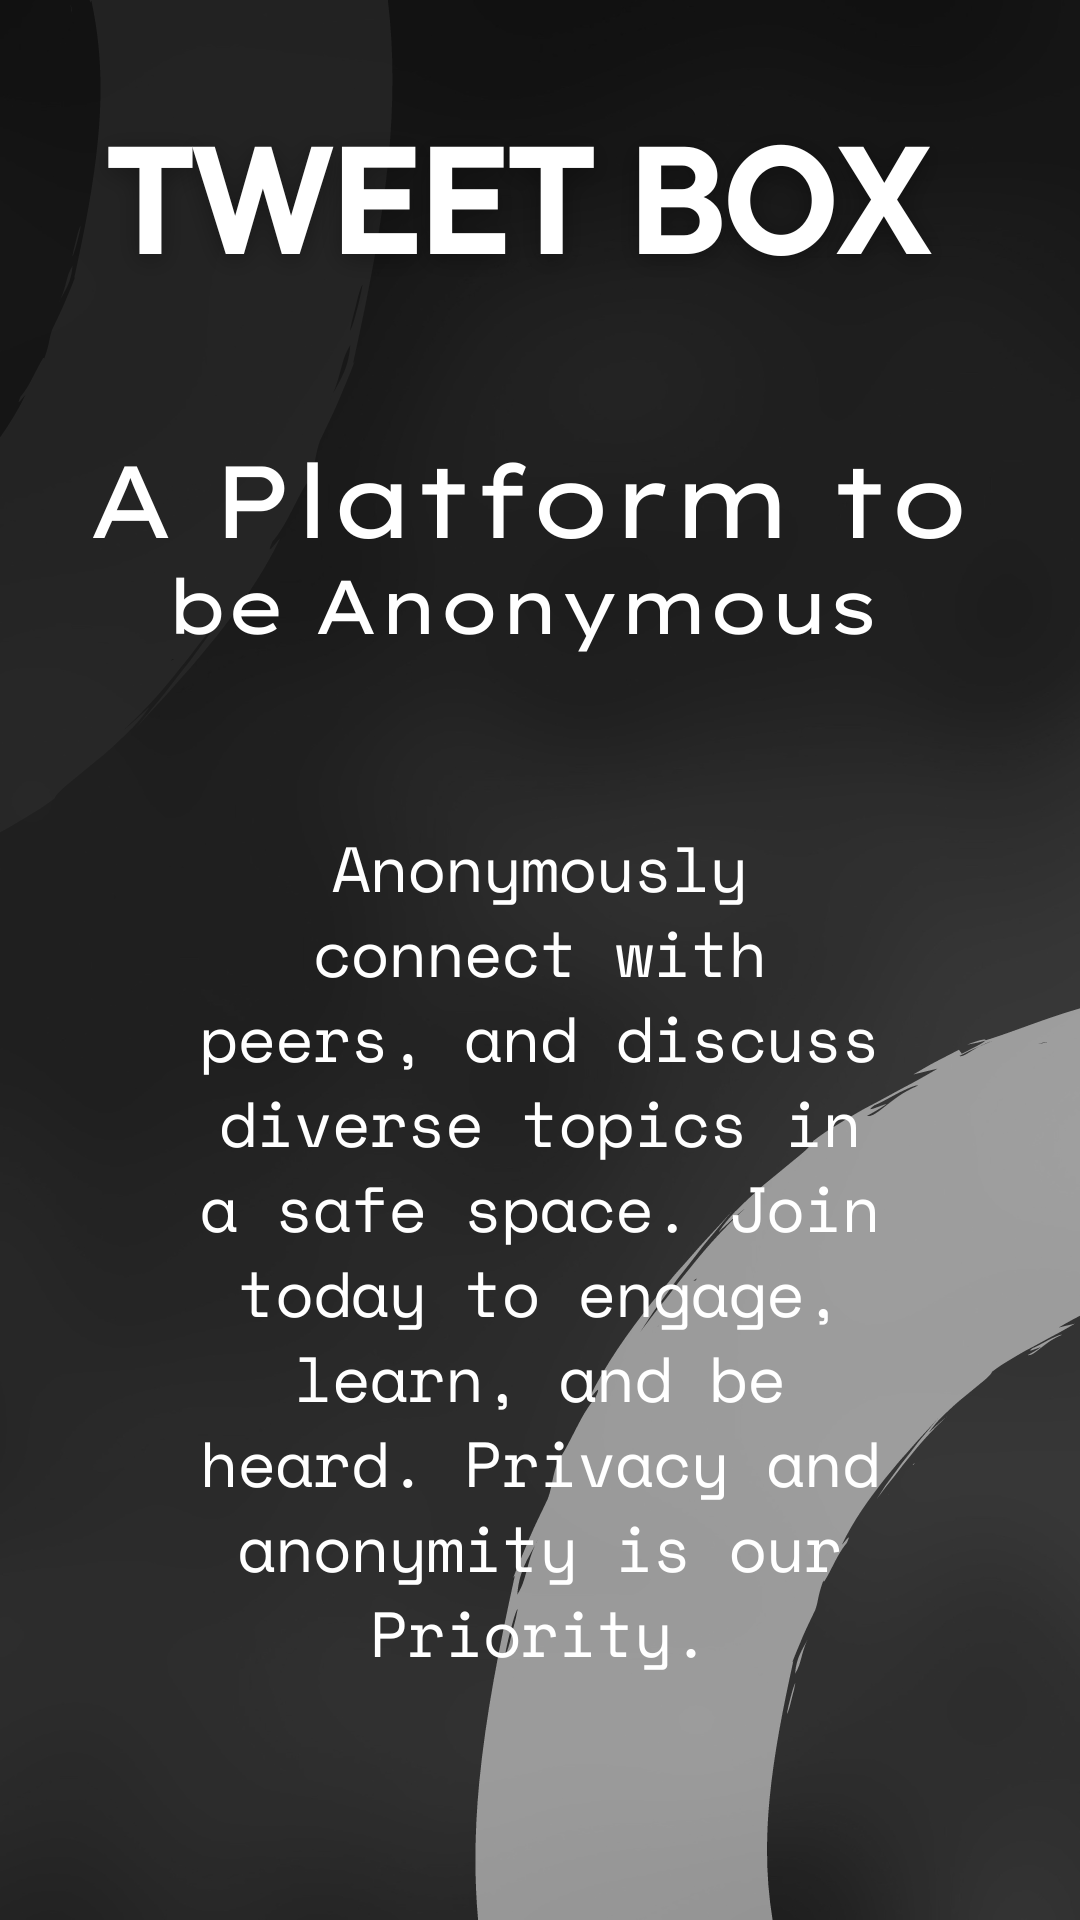 TWEET BOX
A Platform to
be Anonymous
Anonymously
connect with
peers, and discuss
diverse topics in
a safe space. Join
today to engage,
learn, and be
heard. Privacy and
anonymity is our
Priority.